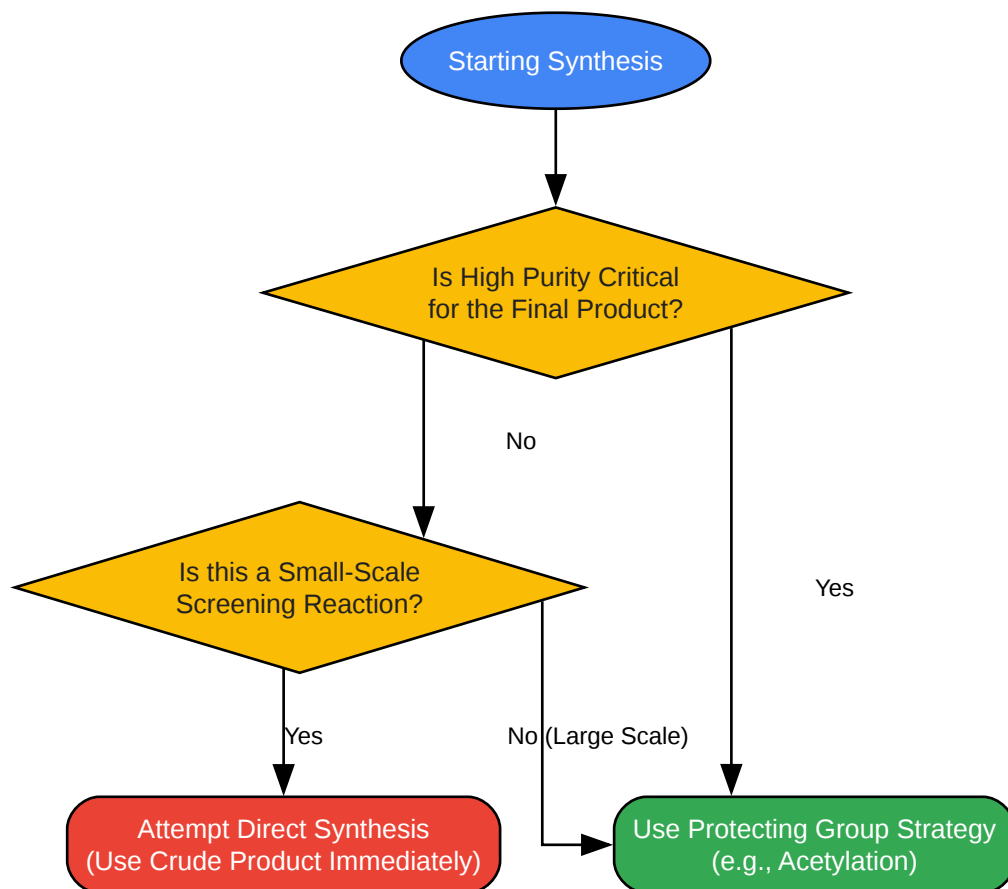 Starting Synthesis
Is High Purity Critical
for the Final Product?
No
Is this a Small-Scale
Screening Reaction?
Yes
Yes
No (Large Scale)
Attempt Direct Synthesis
(Use Crude Product Immediately)
Use Protecting Group Strategy
(e.g., Acetylation)